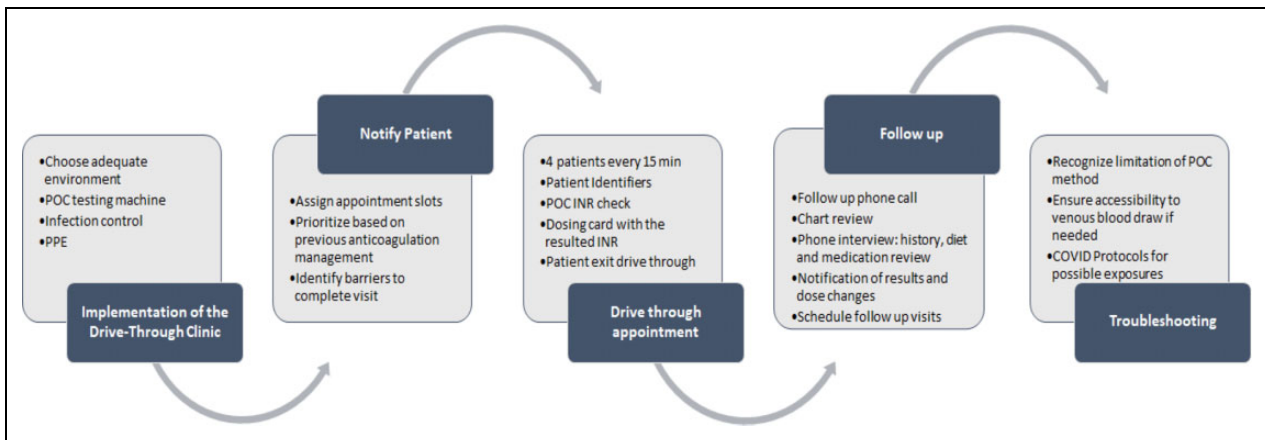 •Choose adequate
environment
•POC testing machine
•Infection control
•PPE
Implementation of the
Drive-Through Clinic
Notify Patient
•Assign appointment slots
•Prioritize based on
previous anticoagulation
management
•Identify barriers to
complete visit
•4 patients every 15 min
•Patient Identifiers
•POC INR check
•Dosing card with the
resulted INR
•Patient exit drive through
Drive through
appointment
Follow up
•Follow up phone call
•Chart review
•Phone interview: history, diet
and medication review
•Notification of results and
dose changes
•Schedule follow up visits
•Recognize limitation of POC
method
•Ensure accessibility to
venous blood draw if
needed
•COVID Protocols for
possible exposures
Troubleshooting